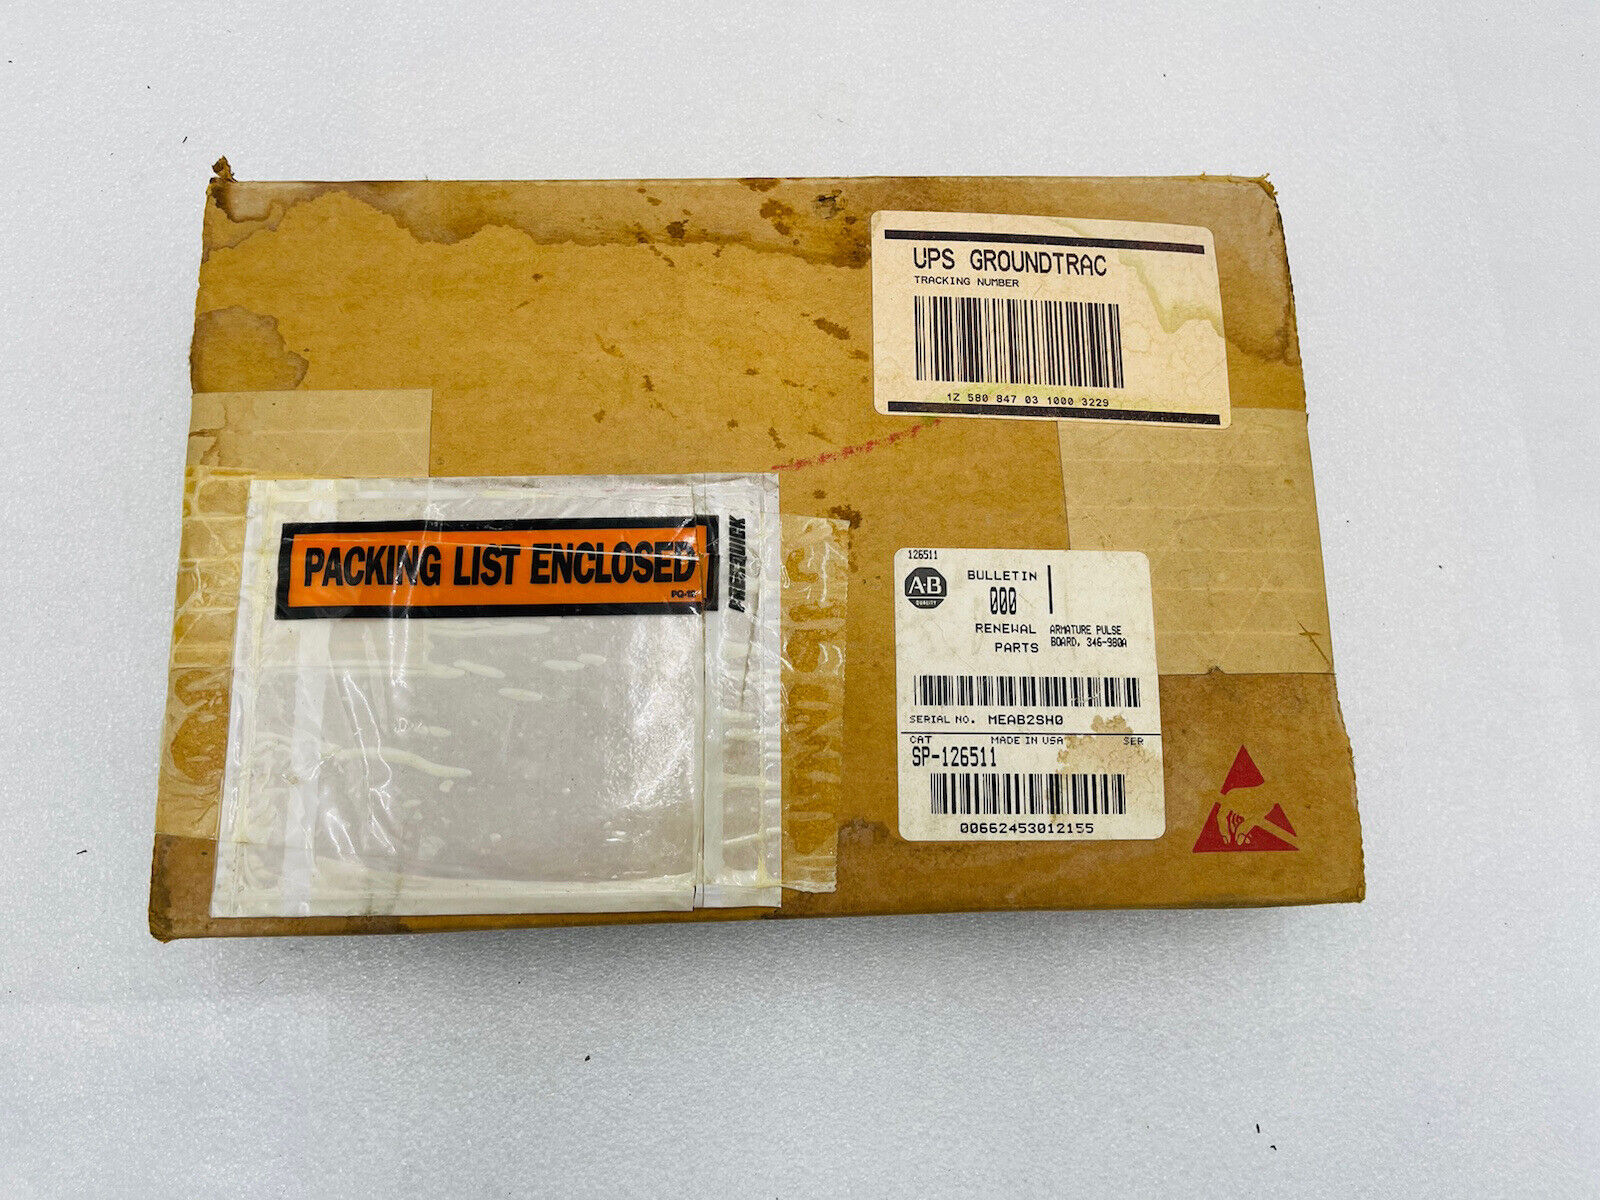 UPS GROUNDTRAC
TRACKING NUMBER
1Z 580 847 03 1000 3229
PACKING LIST ENCLOSED
126511
A-B
QUALITY
BULLETIN
000
RENEWAL
PARTS
ARMATURE PULSE
BOARD, 346-980A
SERIAL NO. MEAB2SH0
CAT MADE IN USA SER
SP-126511
00662453012155